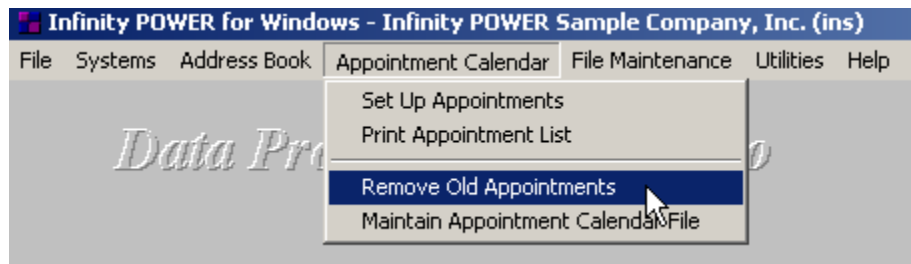 Infinity POWER for Windows - Infinity POWER Sample Company, Inc. (ins)
File Systems Address Book Appointment Calendar File Maintenance Utilities Help
Set Up Appointments
Print Appointment List
Data
Remove Old Appointments
Maintain Appointment Calendar File